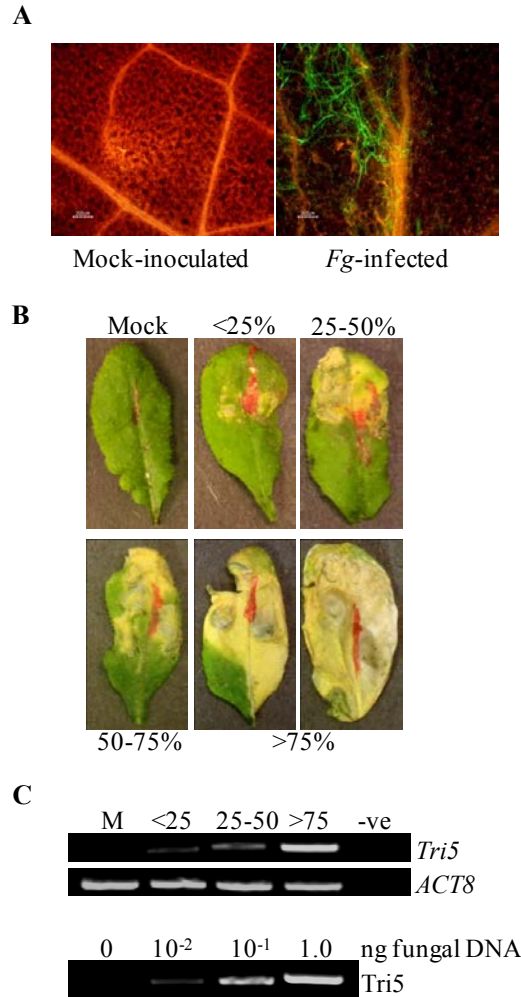 A
Mock-inoculated Fg-infected
B
Mock <25% 25-50%
50-75% >75%
C
M <25 25-50 >75 -ve
Tri5
ACT8
0 10⁻² 10⁻¹ 1.0 ng fungal DNA
Tri5